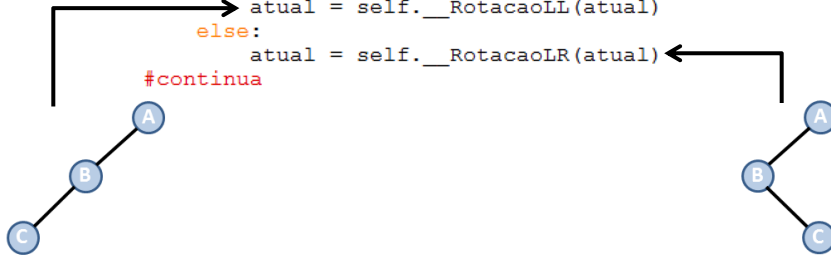 atual = self.__RotacaoLL(atual)
else:
atual = self.__RotacaoLR(atual)
#continua
A
B
C
A
B
C